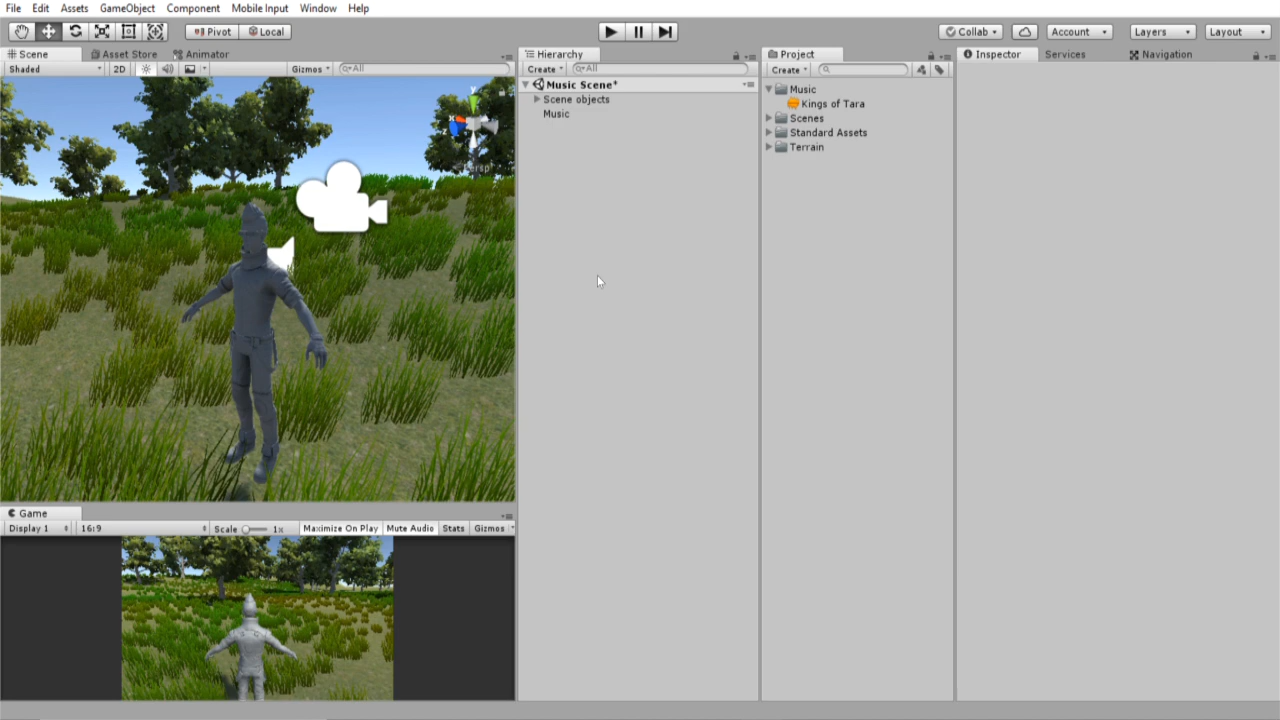 File Edit Assets GameObject Component Mobile Input Window Help
Pivot Local Collab Account Layers Layout
Scene Asset Store Animator
Shaded 2D Gizmos All
y
x
Persp
Game
Display 1 16:9 Scale 1x Maximize On Play Mute Audio Stats Gizmos
Hierarchy
Create All
Music Scene*
Scene objects
Music
Project
Create
Music
Kings of Tara
Scenes
Standard Assets
Terrain
Inspector Services Navigation